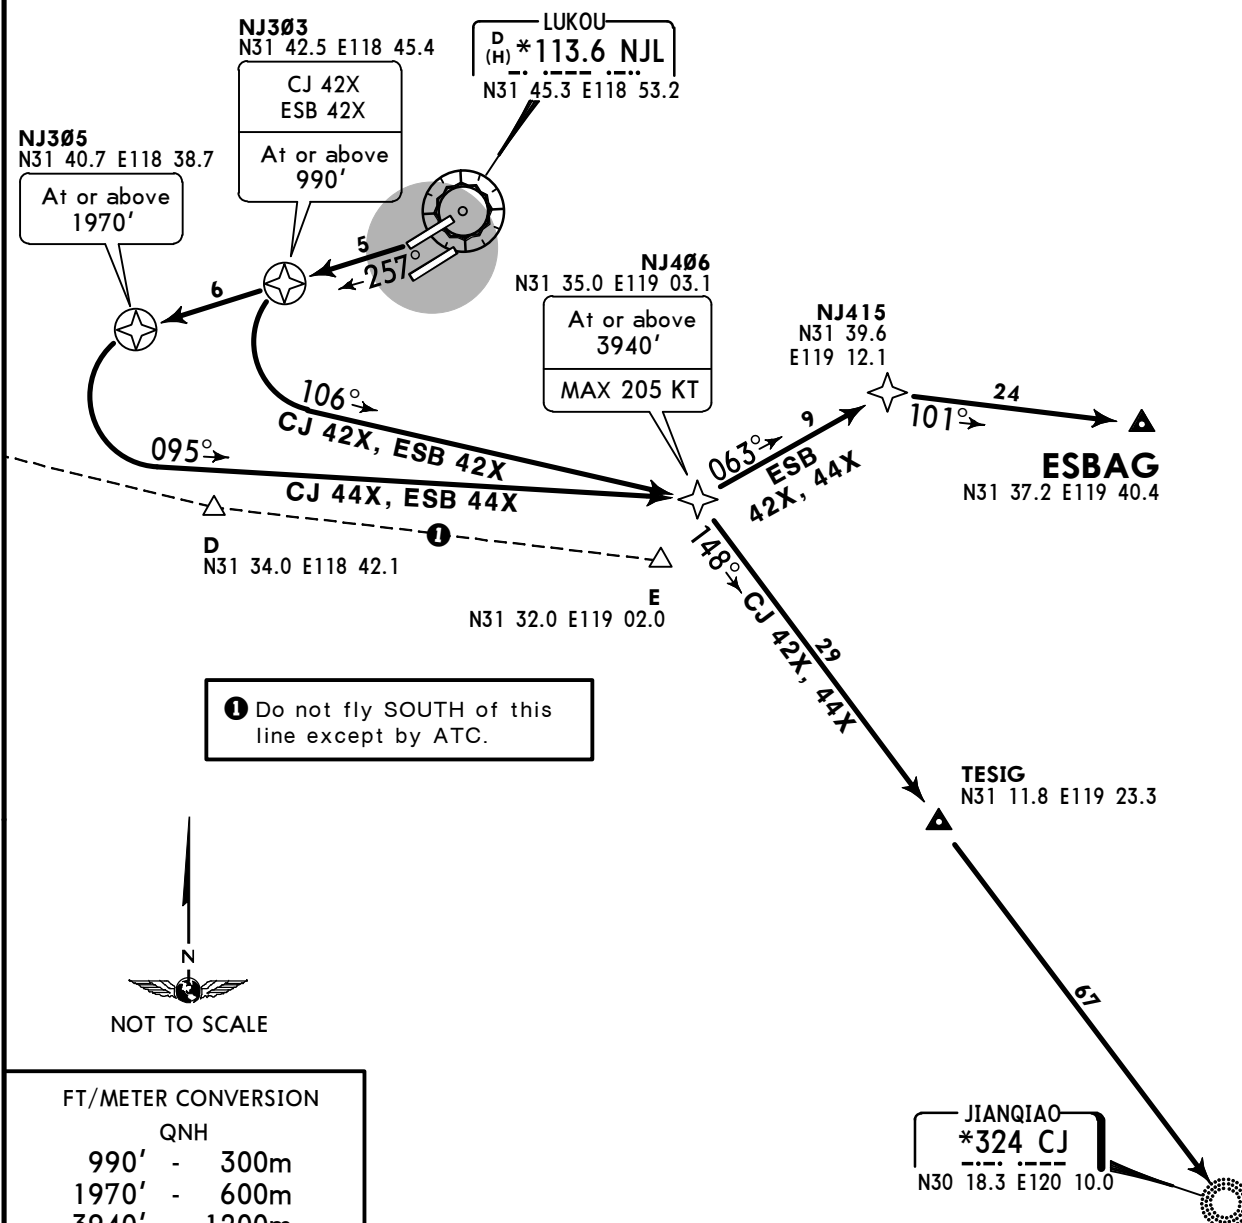 NJ3Ø3
N31 42.5 E118 45.4
CJ 42X
ESB 42X
At or above
990'
LUKOU
D
(H) *113.6 NJL
N31 45.3 E118 53.2
NJ3Ø5
N31 40.7 E118 38.7
At or above
1970'
5
257°
6
NJ4Ø6
N31 35.0 E119 03.1
At or above
3940'
MAX 205 KT
NJ415
N31 39.6
E119 12.1
24
101°
ESBAG
N31 37.2 E119 40.4
9
063°
ESB
42X, 44X
106°
CJ 42X, ESB 42X
095°
CJ 44X, ESB 44X
1
D
N31 34.0 E118 42.1
E
N31 32.0 E119 02.0
148°
CJ 42X, 44X
29
1 Do not fly SOUTH of this
line except by ATC.
TESIG
N31 11.8 E119 23.3
67
N
NOT TO SCALE
JIANQIAO
*324 CJ
N30 18.3 E120 10.0
FT/METER CONVERSION
QNH
990' - 300m
1970' - 600m
3940' - 1200m